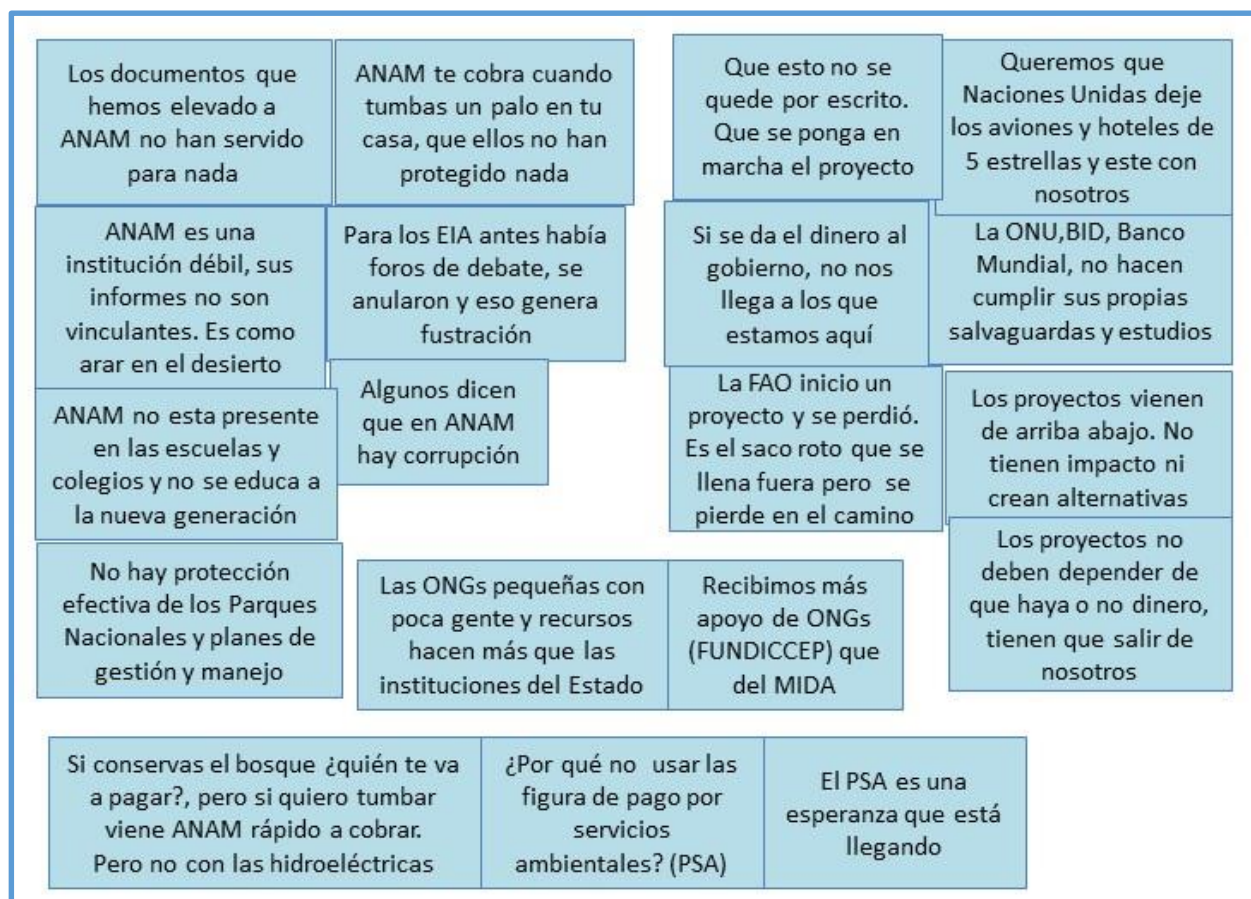 Los documentos que
hemos elevado a
ANAM no han servido
para nada
ANAM te cobra cuando
tumbas un palo en tu
casa, que ellos no han
protegido nada
ANAM es una
institución débil, sus
informes no son
vinculantes. Es como
arar en el desierto
Para los EIA antes había
foros de debate, se
anularon y eso genera
fustración
ANAM no esta presente
en las escuelas y
colegios y no se educa a
la nueva generación
Algunos dicen
que en ANAM
hay corrupción
No hay protección
efectiva de los Parques
Nacionales y planes de
gestión y manejo
Que esto no se
quede por escrito.
Que se ponga en
marcha el proyecto
Queremos que
Naciones Unidas deje
los aviones y hoteles de
5 estrellas y este con
nosotros
Si se da el dinero al
gobierno, no nos
llega a los que
estamos aquí
La ONU,BID, Banco
Mundial, no hacen
cumplir sus propias
salvaguardas y estudios
La FAO inicio un
proyecto y se perdió.
Es el saco roto que se
llena fuera pero se
pierde en el camino
Los proyectos vienen
de arriba abajo. No
tienen impacto ni
crean alternativas
Los proyectos no
deben depender de
que haya o no dinero,
tienen que salir de
nosotros
Las ONGs pequeñas con
poca gente y recursos
hacen más que las
instituciones del Estado
Recibimos más
apoyo de ONGs
(FUNDICCEP) que
del MIDA
Si conservas el bosque ¿quién te va
a pagar?, pero si quiero tumbar
viene ANAM rápido a cobrar.
Pero no con las hidroeléctricas
¿Por qué no usar las
figura de pago por
servicios
ambientales? (PSA)
El PSA es una
esperanza que está
llegando